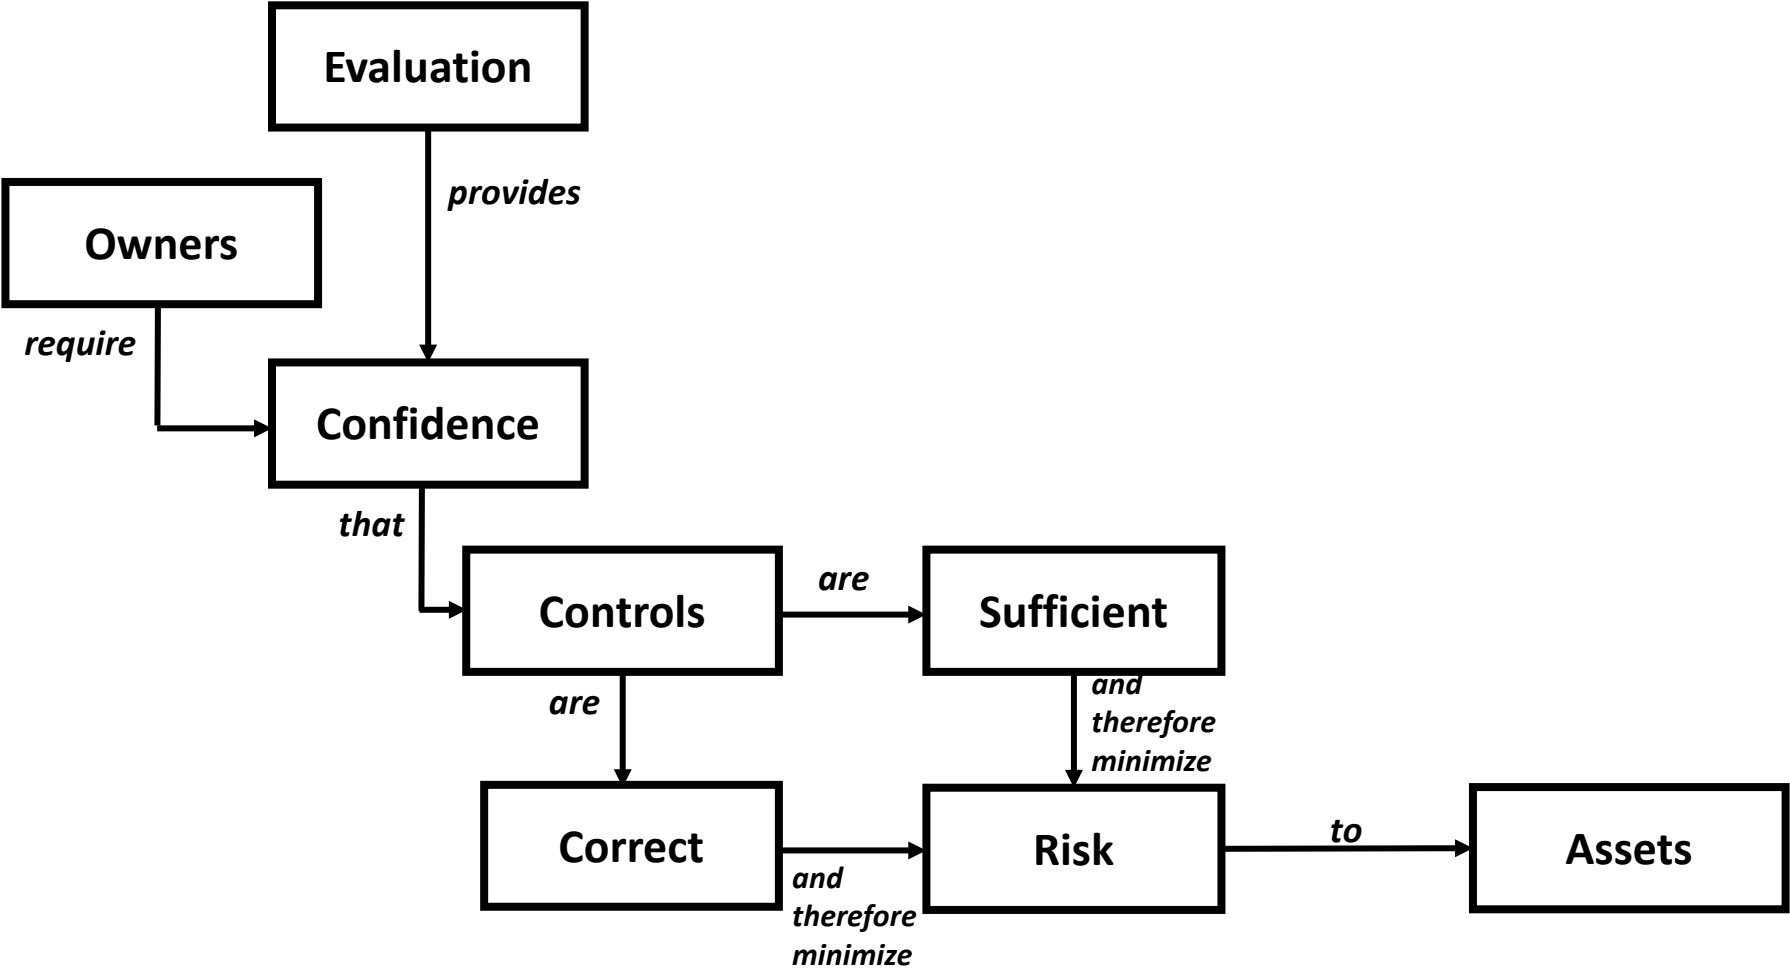 Evaluation
provides
Owners
require
Confidence
that
Controls
are
Sufficient
are
and
therefore
minimize
Correct
and
therefore
minimize
Risk
to
Assets